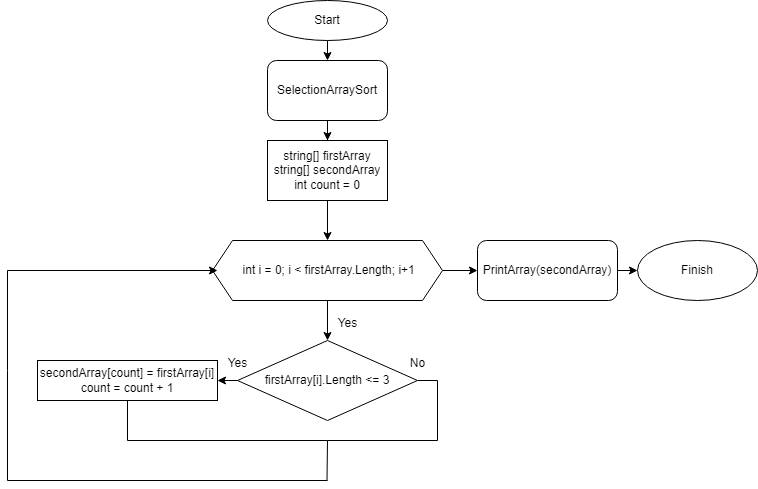 Start
SelectionArraySort
string[] firstArray
string[] secondArray
int count = 0
int i = 0; i < firstArray.Length; i+1
PrintArray(secondArray)
Finish
Yes
Yes
No
secondArray[count] = firstArray[i]
count = count + 1
firstArray[i].Length <= 3